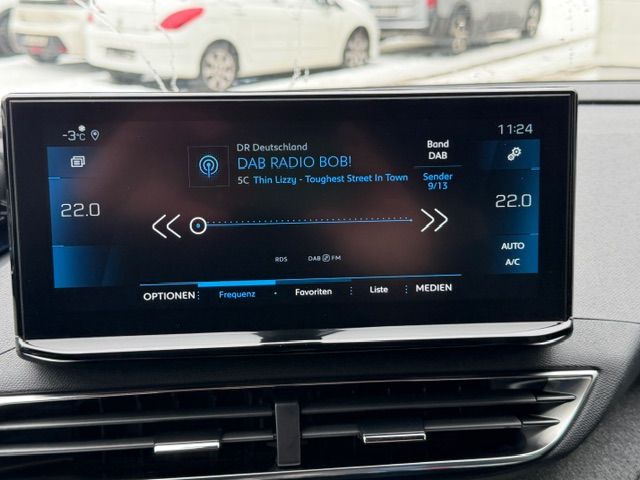 -3°C
11:24
DR Deutschland
DAB RADIO BOB!
5C Thin Lizzy - Toughest Street In Town
Band
DAB
Sender
9/13
22.0
22.0
RDS
DAB FM
AUTO
A/C
OPTIONEN
Frequenz
Favoriten
Liste
MEDIEN